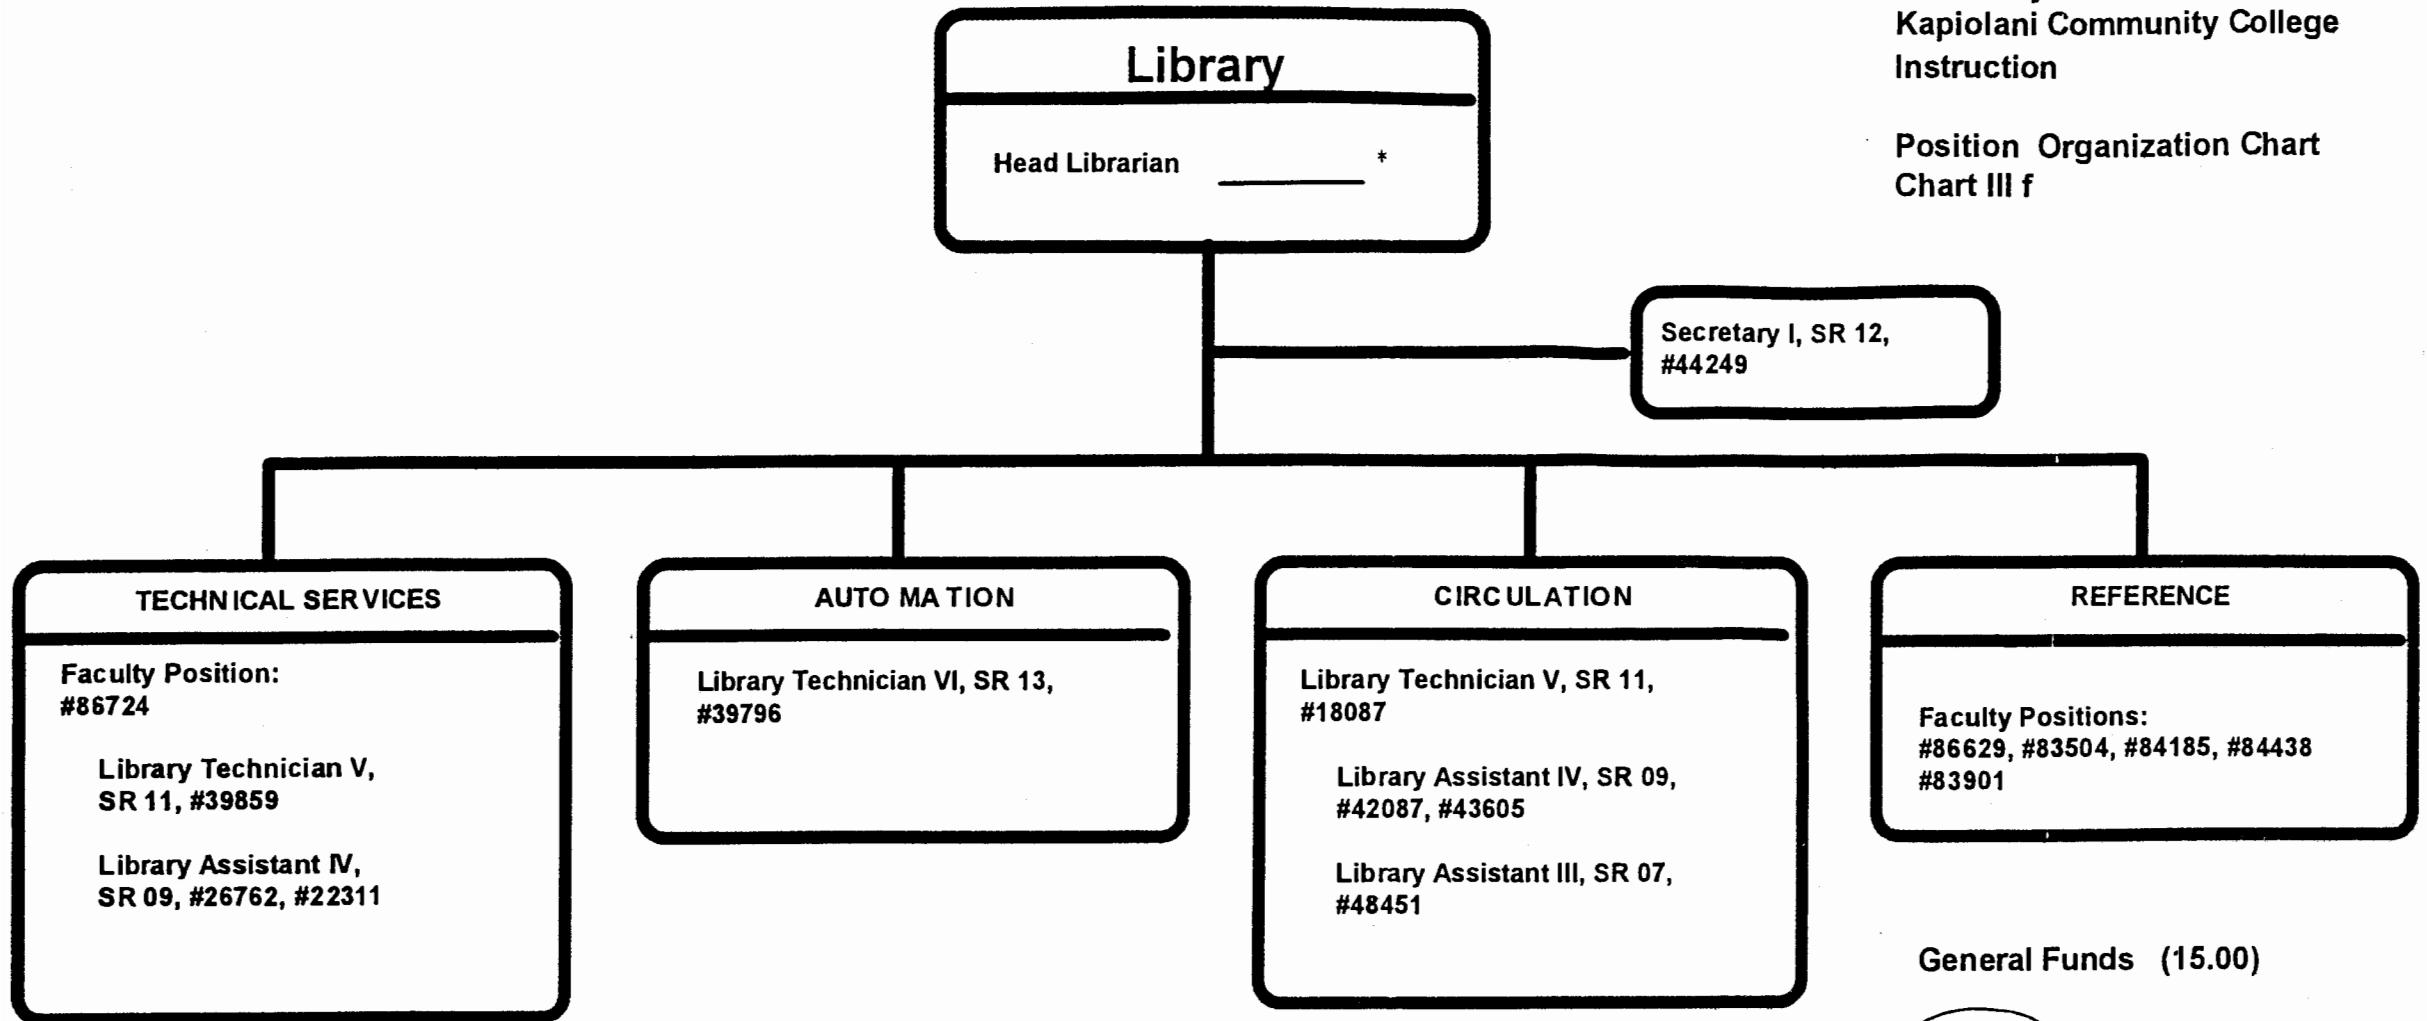 Kapiolani Community College
Instruction
Position Organization Chart
Chart III f
Library
Head Librarian ________ *
Secretary I, SR 12,
#44249
TECHNICAL SERVICES
Faculty Position:
#86724
Library Technician V,
SR 11, #39859
Library Assistant IV,
SR 09, #26762, #22311
AUTOMATION
Library Technician VI, SR 13,
#39796
CIRCULATION
Library Technician V, SR 11,
#18087
Library Assistant IV, SR 09,
#42087, #43605
Library Assistant III, SR 07,
#48451
REFERENCE
Faculty Positions:
#86629, #83504, #84185, #84438
#83901
General Funds (15.00)